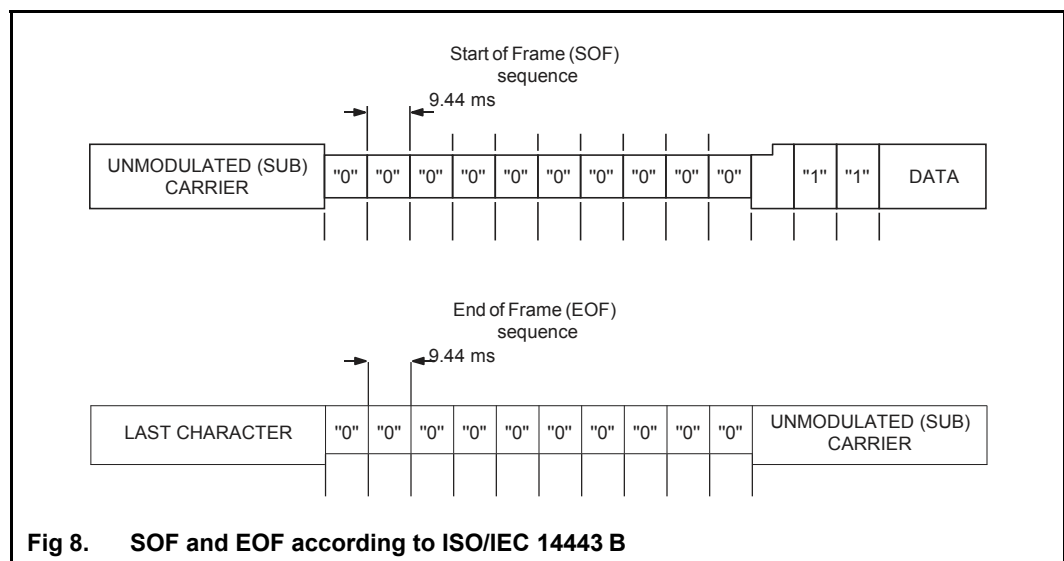 Start of Frame (SOF)
sequence
9.44 ms
UNMODULATED (SUB)
CARRIER
"0" "0" "0" "0" "0" "0" "0" "0" "0" "0" "1" "1" DATA
End of Frame (EOF)
sequence
9.44 ms
LAST CHARACTER "0" "0" "0" "0" "0" "0" "0" "0" "0" "0"
UNMODULATED (SUB)
CARRIER
Fig 8. SOF and EOF according to ISO/IEC 14443 B